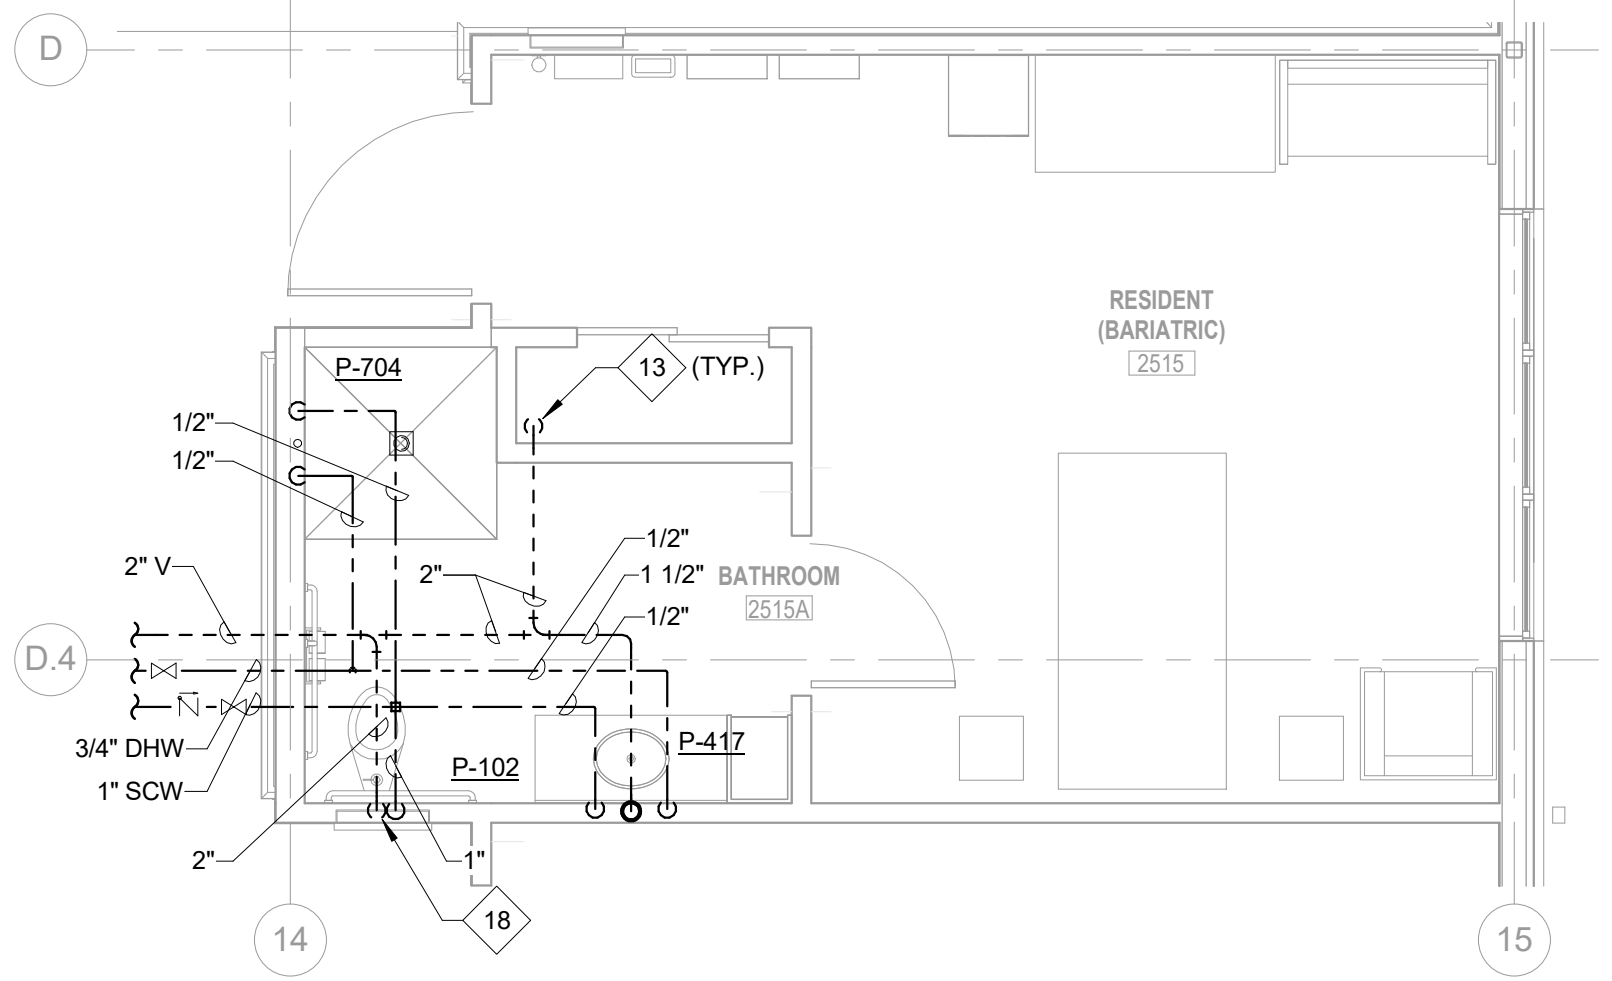 D
RESIDENT
(BARIATRIC)
2515
P-704
13 (TYP.)
1/2"
1/2"
1/2"
2" V
2"
1 1/2"
BATHROOM
2515A
1/2"
D.4
3/4" DHW
P-417
P-102
1" SCW
2"
1"
18
14
15